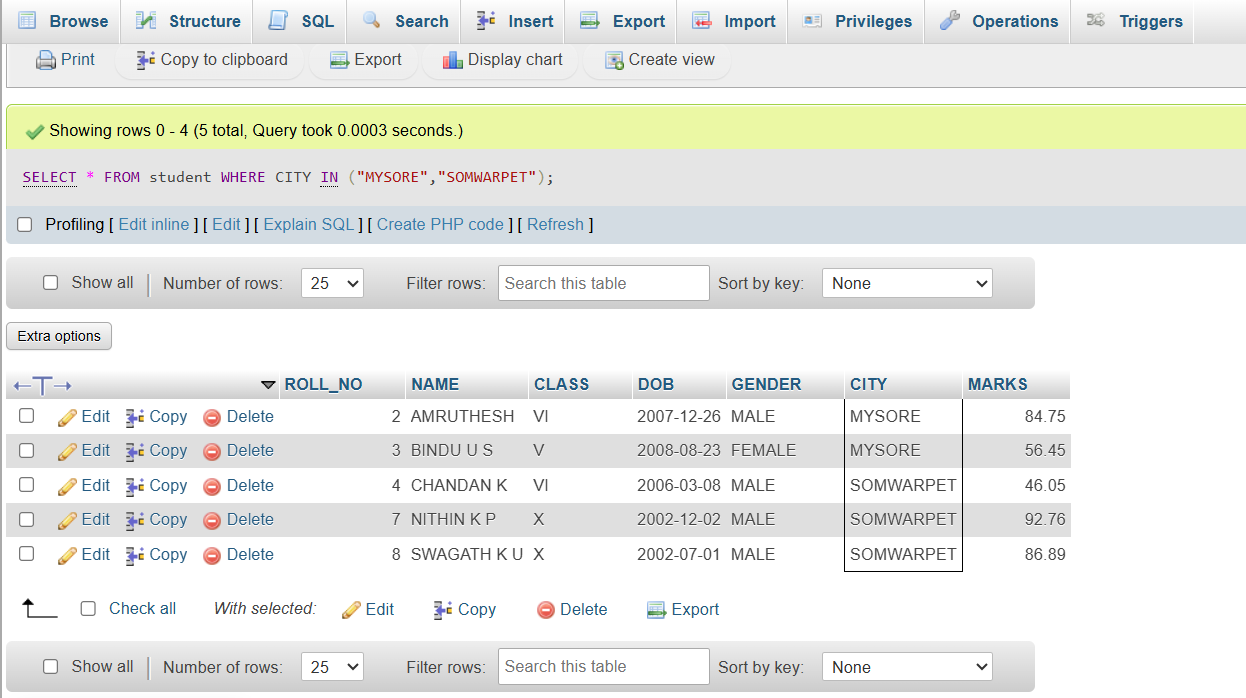 Browse Structure SQL Search Insert Export Import Privileges Operations Triggers
Print Copy to clipboard Export Display chart Create view
Showing rows 0 - 4 (5 total, Query took 0.0003 seconds.)
SELECT * FROM student WHERE CITY IN ("MYSORE","SOMWARPET");
Profiling [ Edit inline ] [ Edit ] [ Explain SQL ] [ Create PHP code ] [ Refresh ]
Show all Number of rows: 25 Filter rows: Search this table Sort by key: None
Extra options
ROLL_NO NAME CLASS DOB GENDER CITY MARKS
Edit Copy Delete 2 AMRUTHESH VI 2007-12-26 MALE MYSORE 84.75
Edit Copy Delete 3 BINDU U S V 2008-08-23 FEMALE MYSORE 56.45
Edit Copy Delete 4 CHANDAN K VI 2006-03-08 MALE SOMWARPET 46.05
Edit Copy Delete 7 NITHIN K P X 2002-12-02 MALE SOMWARPET 92.76
Edit Copy Delete 8 SWAGATH K U X 2002-07-01 MALE SOMWARPET 86.89
Check all With selected: Edit Copy Delete Export
Show all Number of rows: 25 Filter rows: Search this table Sort by key: None